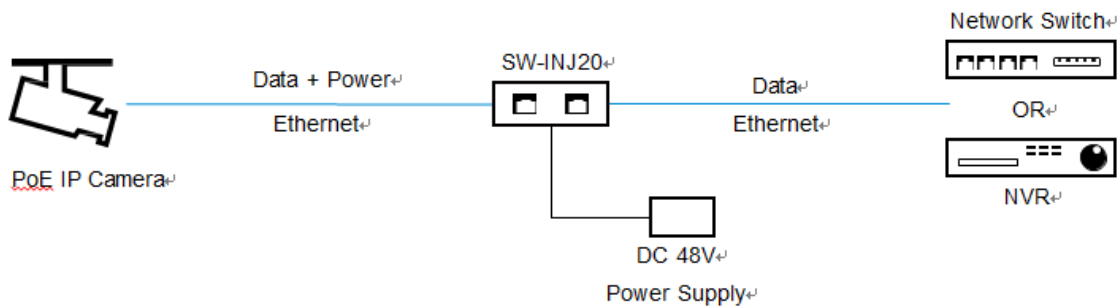 Network Switch
SW-INJ20
Data + Power
Data
Ethernet
Ethernet
OR
PoE IP Camera
NVR
DC 48V
Power Supply